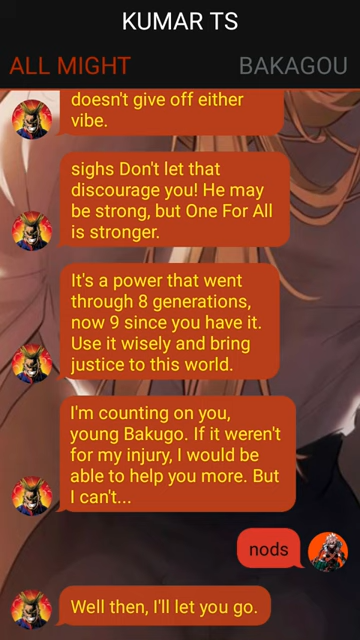 KUMAR TS
ALL MIGHT
BAKAGOU
doesn't give off either
vibe.
sighs Don't let that
discourage you! He may
be strong, but One For All
is stronger.
It's a power that went
through 8 generations,
now 9 since you have it.
Use it wisely and bring
justice to this world.
I'm counting on you,
young Bakugo. If it weren't
for my injury, I would be
able to help you more. But
I can't...
nods
Well then, I'll let you go.